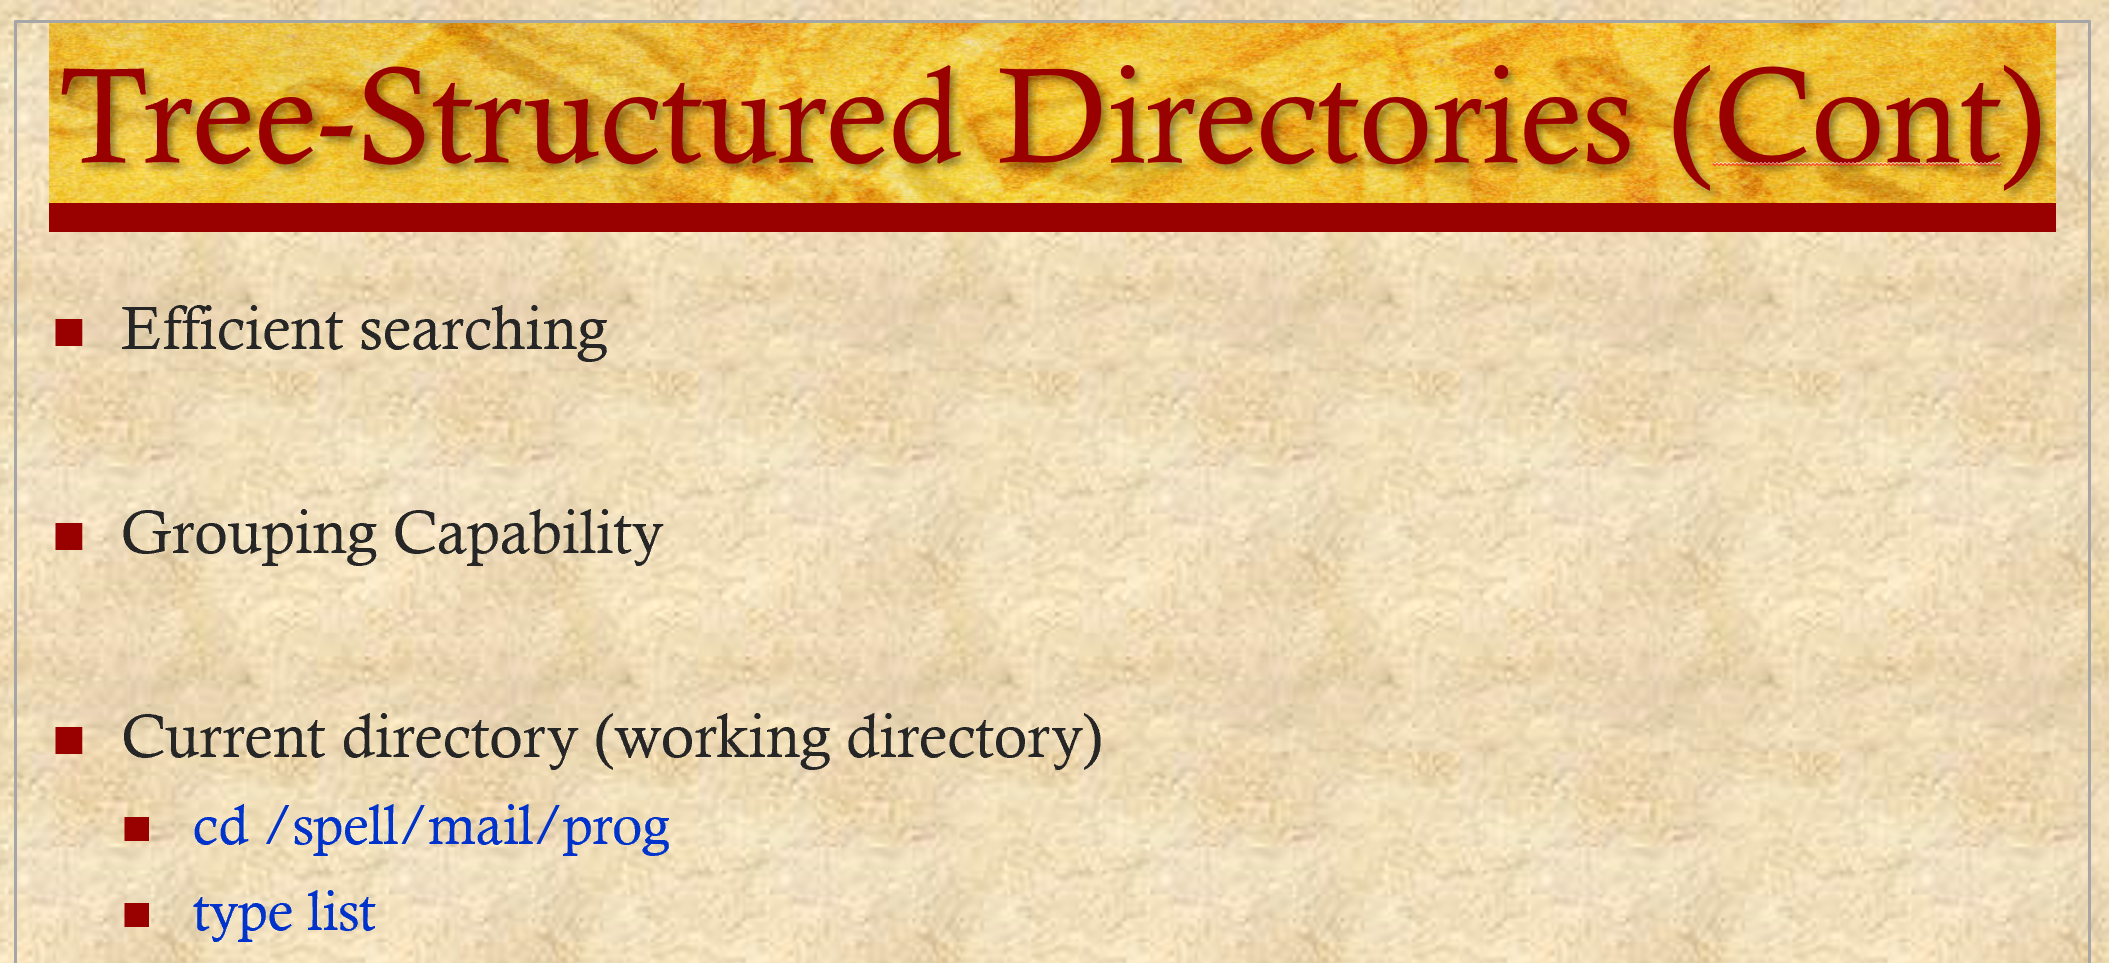 Tree-Structured Directories (Cont)
Efficient searching
Grouping Capability
Current directory (working directory)
cd /spell/mail/prog
type list